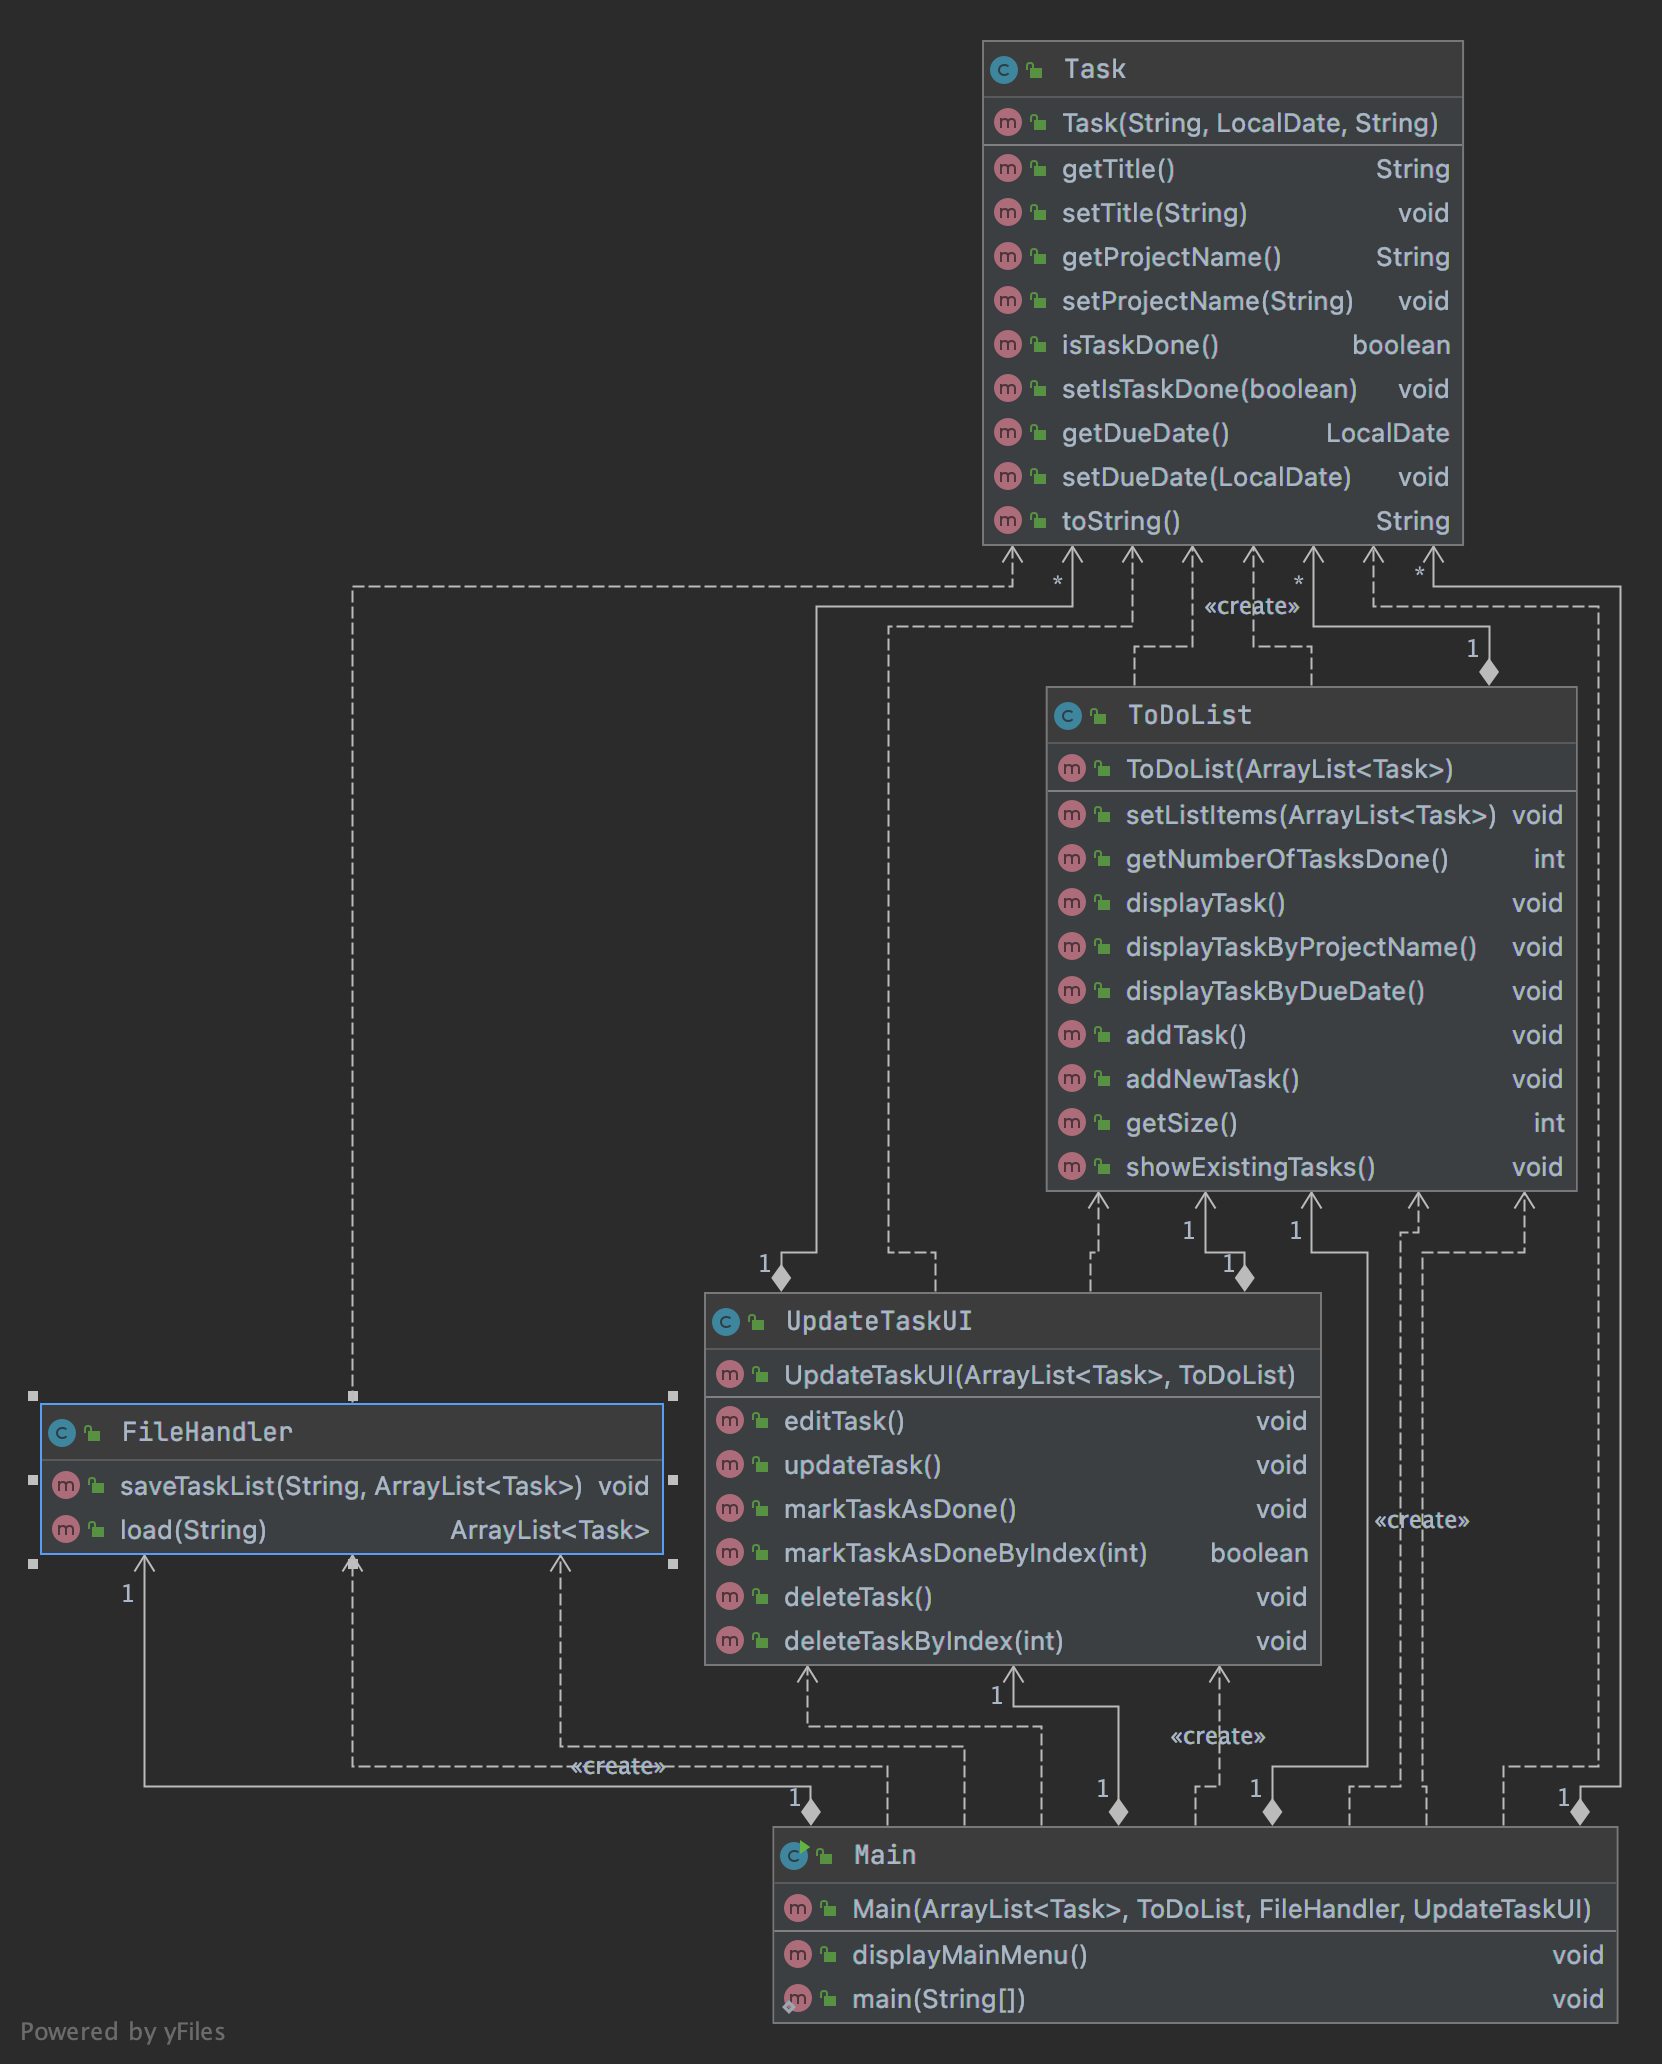 Task
Task(String, LocalDate, String)
getTitle() String
setTitle(String) void
getProjectName() String
setProjectName(String) void
isTaskDone() boolean
setIsTaskDone(boolean) void
getDueDate() LocalDate
setDueDate(LocalDate) void
toString() String
* * *
«create»
1
ToDoList
ToDoList(ArrayList<Task>)
setListItems(ArrayList<Task>) void
getNumberOfTasksDone() int
displayTask() void
displayTaskByProjectName() void
displayTaskByDueDate() void
addTask() void
addNewTask() void
getSize() int
showExistingTasks() void
1 1
1 1
UpdateTaskUI
UpdateTaskUI(ArrayList<Task>, ToDoList)
editTask() void
updateTask() void
markTaskAsDone() void
markTaskAsDoneByIndex(int) boolean
deleteTask() void
deleteTaskByIndex(int) void
FileHandler
saveTaskList(String, ArrayList<Task>) void
load(String) ArrayList<Task>
«create»
1
1
«create»
«create»
1 1 1 1
Main
Main(ArrayList<Task>, ToDoList, FileHandler, UpdateTaskUI)
displayMainMenu() void
main(String[]) void
Powered by yFiles